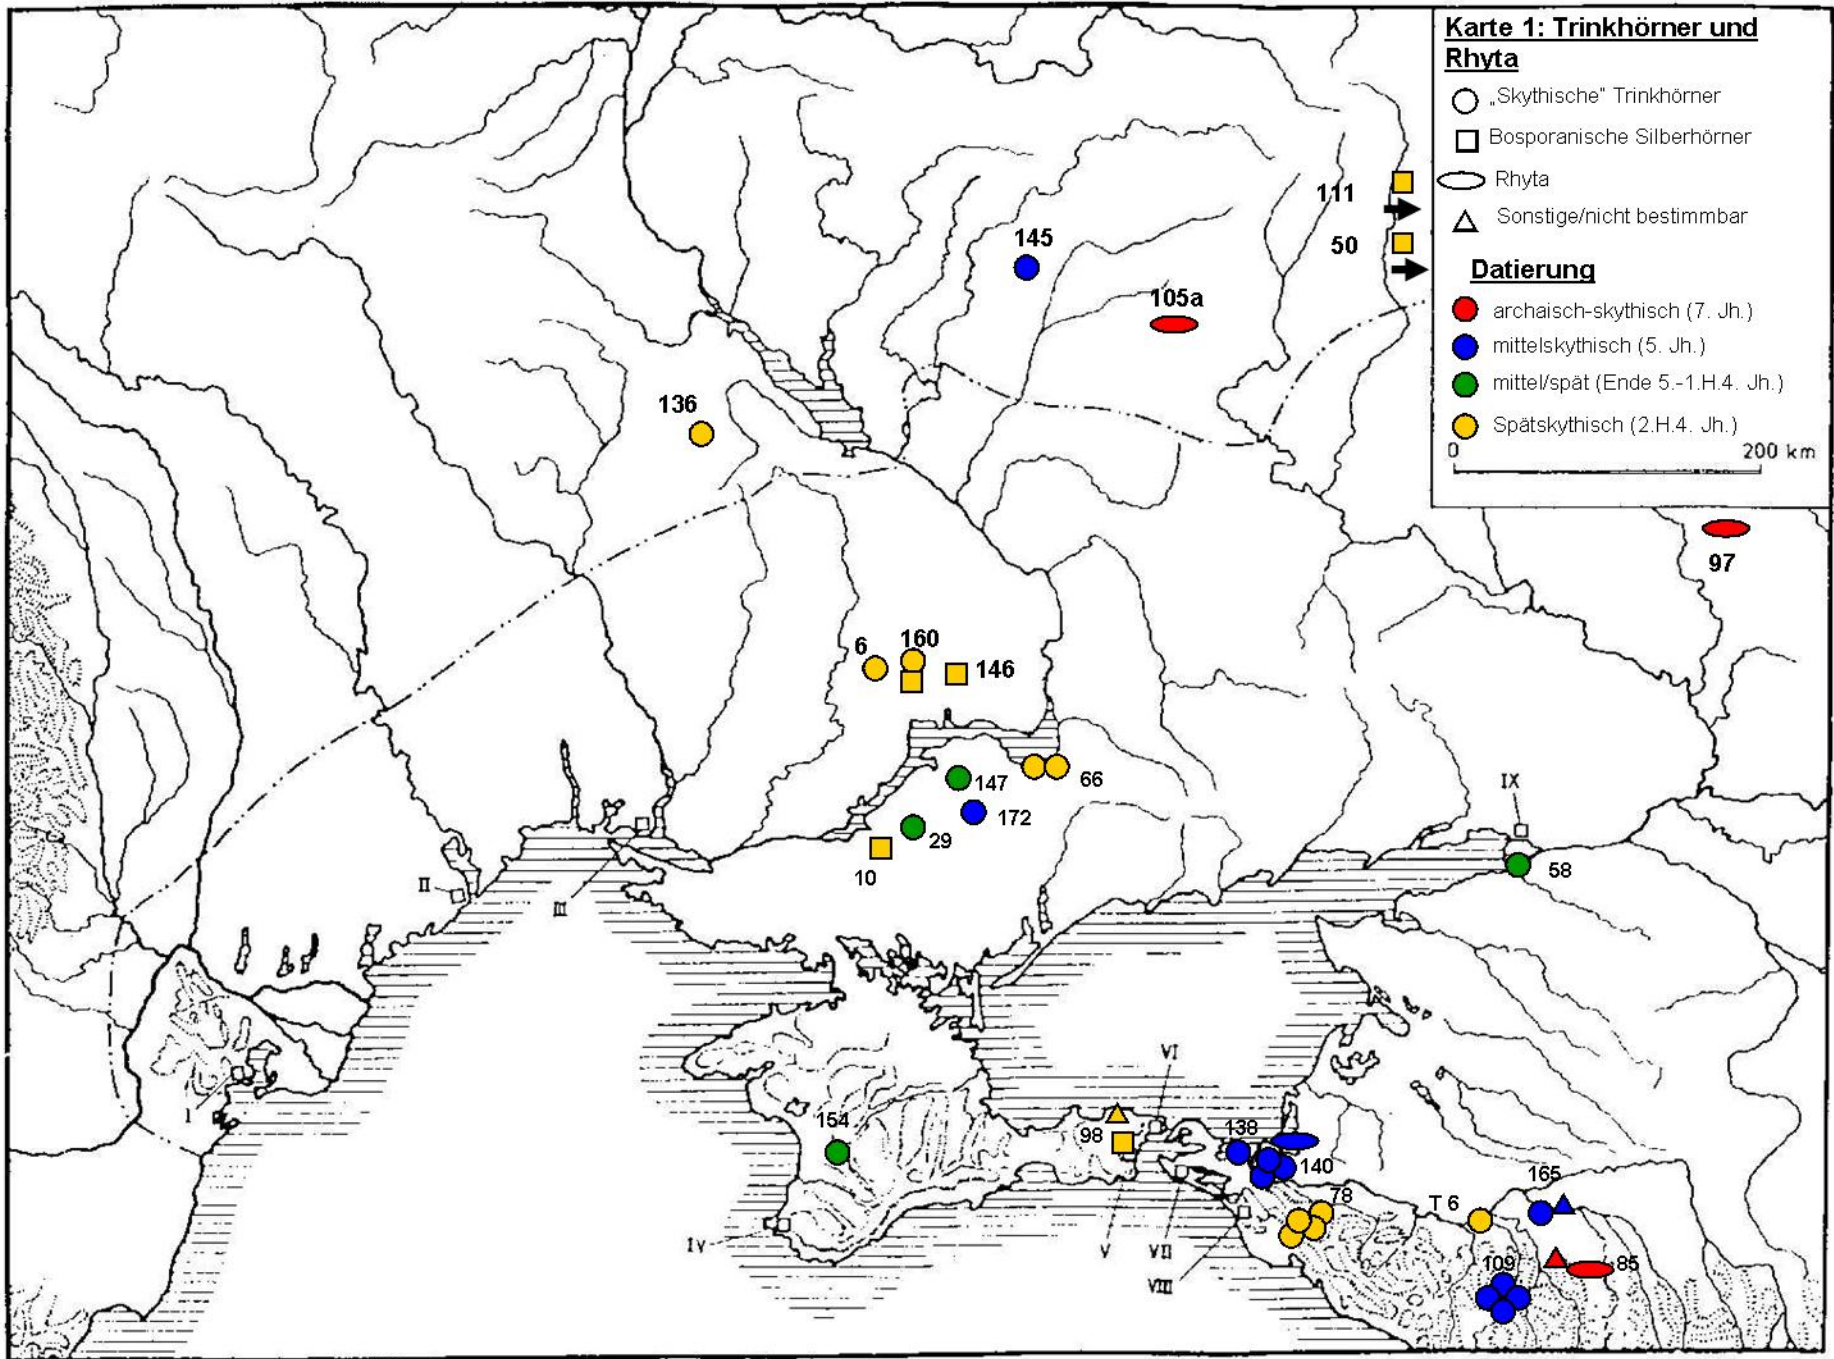 Karte 1: Trinkhörner und
Rhyta
„Skythische" Trinkhörner
Bosporanische Silberhörner
Rhyta
Sonstige/nicht bestimmbar
Datierung
archaisch-skythisch (7. Jh.)
mittelskythisch (5. Jh.)
mittel/spät (Ende 5.-1.H.4. Jh.)
Spätskythisch (2.H.4. Jh.)
0 200 km
111
50
145
105a
136
97
6
160
146
147
66
172
29
10
IX
58
II
III
I
VI
154
98
138
140
165
78
T 6
IV
V
VII
VIII
109
85